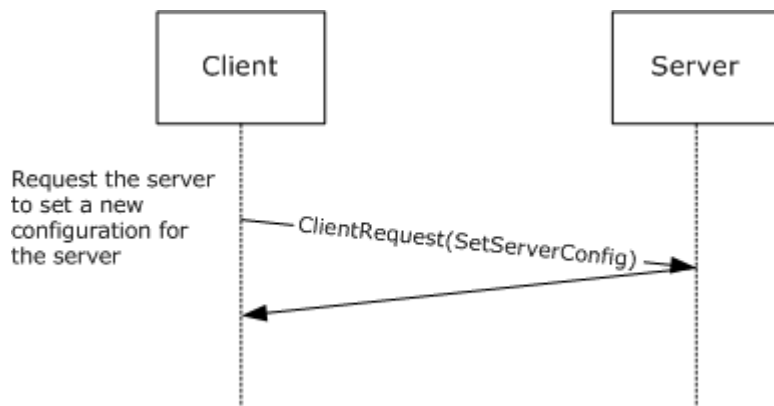 Client
Server
Request the server
to set a new
configuration for
the server
ClientRequest(SetServerConfig)